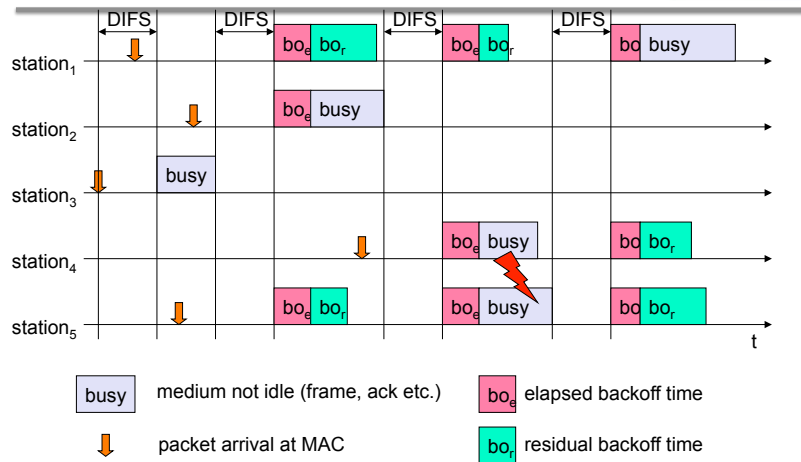 DIFS DIFS DIFS DIFS
station1 boe bor boe bor bo busy
station2 boe busy
station3 busy
station4 boe busy bo bor
station5 boe bor boe busy bo bor
t
busy medium not idle (frame, ack etc.) boe elapsed backoff time
packet arrival at MAC bor residual backoff time